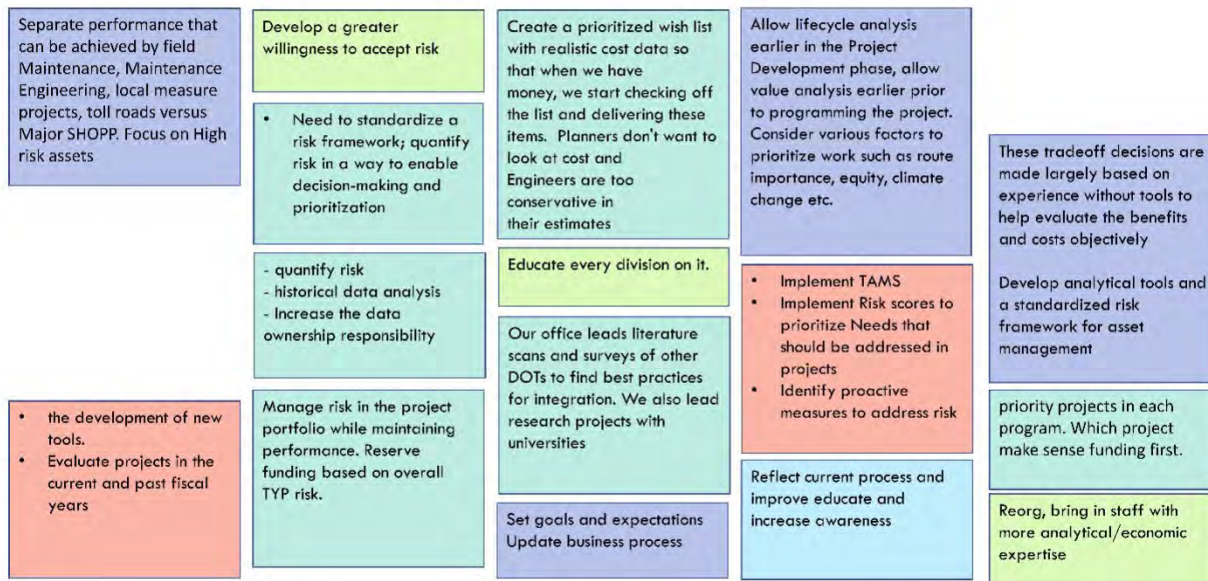 Separate performance that
can be achieved by field
Maintenance, Maintenance
Engineering, local measure
projects, toll roads versus
Major SHOPP. Focus on High
risk assets
• the development of new
tools.
• Evaluate projects in the
current and past fiscal
years
Develop a greater
willingness to accept risk
• Need to standardize a
risk framework; quantify
risk in a way to enable
decision-making and
prioritization
- quantify risk
- historical data analysis
- Increase the data
ownership responsibility
Manage risk in the project
portfolio while maintaining
performance. Reserve
funding based on overall
TYP risk.
Create a prioritized wish list
with realistic cost data so
that when we have
money, we start checking off
the list and delivering these
items. Planners don't want to
look at cost and
Engineers are too
conservative in
their estimates
Educate every division on it.
Our office leads literature
scans and surveys of other
DOTs to find best practices
for integration. We also lead
research projects with
universities
Set goals and expectations
Update business process
Allow lifecycle analysis
earlier in the Project
Development phase, allow
value analysis earlier prior
to programming the project.
Consider various factors to
prioritize work such as route
importance, equity, climate
change etc.
• Implement TAMS
• Implement Risk scores to
prioritize Needs that
should be addressed in
projects
• Identify proactive
measures to address risk
Reflect current process and
improve educate and
increase awareness
These tradeoff decisions are
made largely based on
experience without tools to
help evaluate the benefits
and costs objectively
Develop analytical tools and
a standardized risk
framework for asset
management
priority projects in each
program. Which project
make sense funding first.
Reorg, bring in staff with
more analytical/economic
expertise